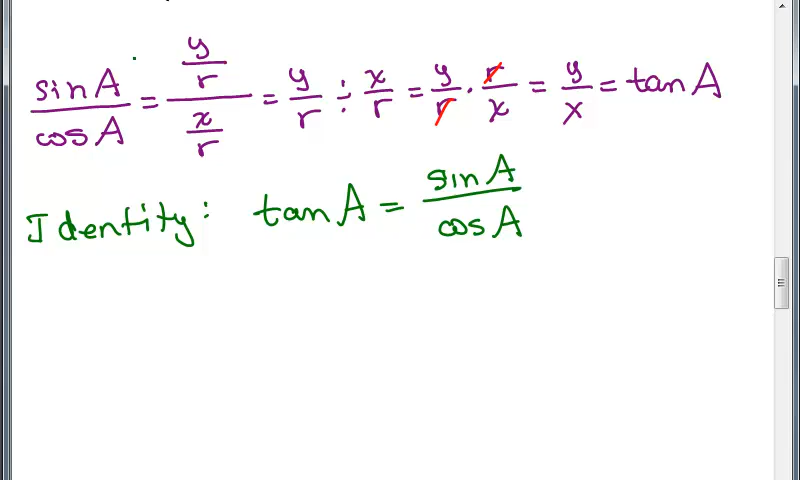 sinA/cosA = (y/r)/(x/r) = y/r ÷ x/r = y/r · r/x = y/x = tanA
Identity: tanA = sinA/cosA